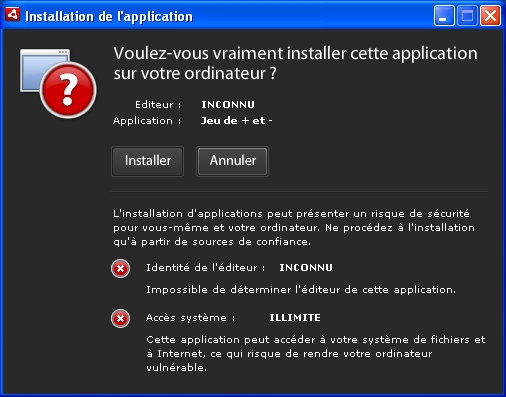 Installation de l'application
Voulez-vous vraiment installer cette application
sur votre ordinateur ?
Editeur : INCONNU
Application : Jeu de + et -
Installer Annuler
L'installation d'applications peut présenter un risque de sécurité
pour vous-même et votre ordinateur. Ne procédez à l'installation
qu'à partir de sources de confiance.
Identité de l'éditeur : INCONNU
Impossible de déterminer l'éditeur de cette application.
Accès système : ILLIMITE
Cette application peut accéder à votre système de fichiers et
à Internet, ce qui risque de rendre votre ordinateur
vulnérable.